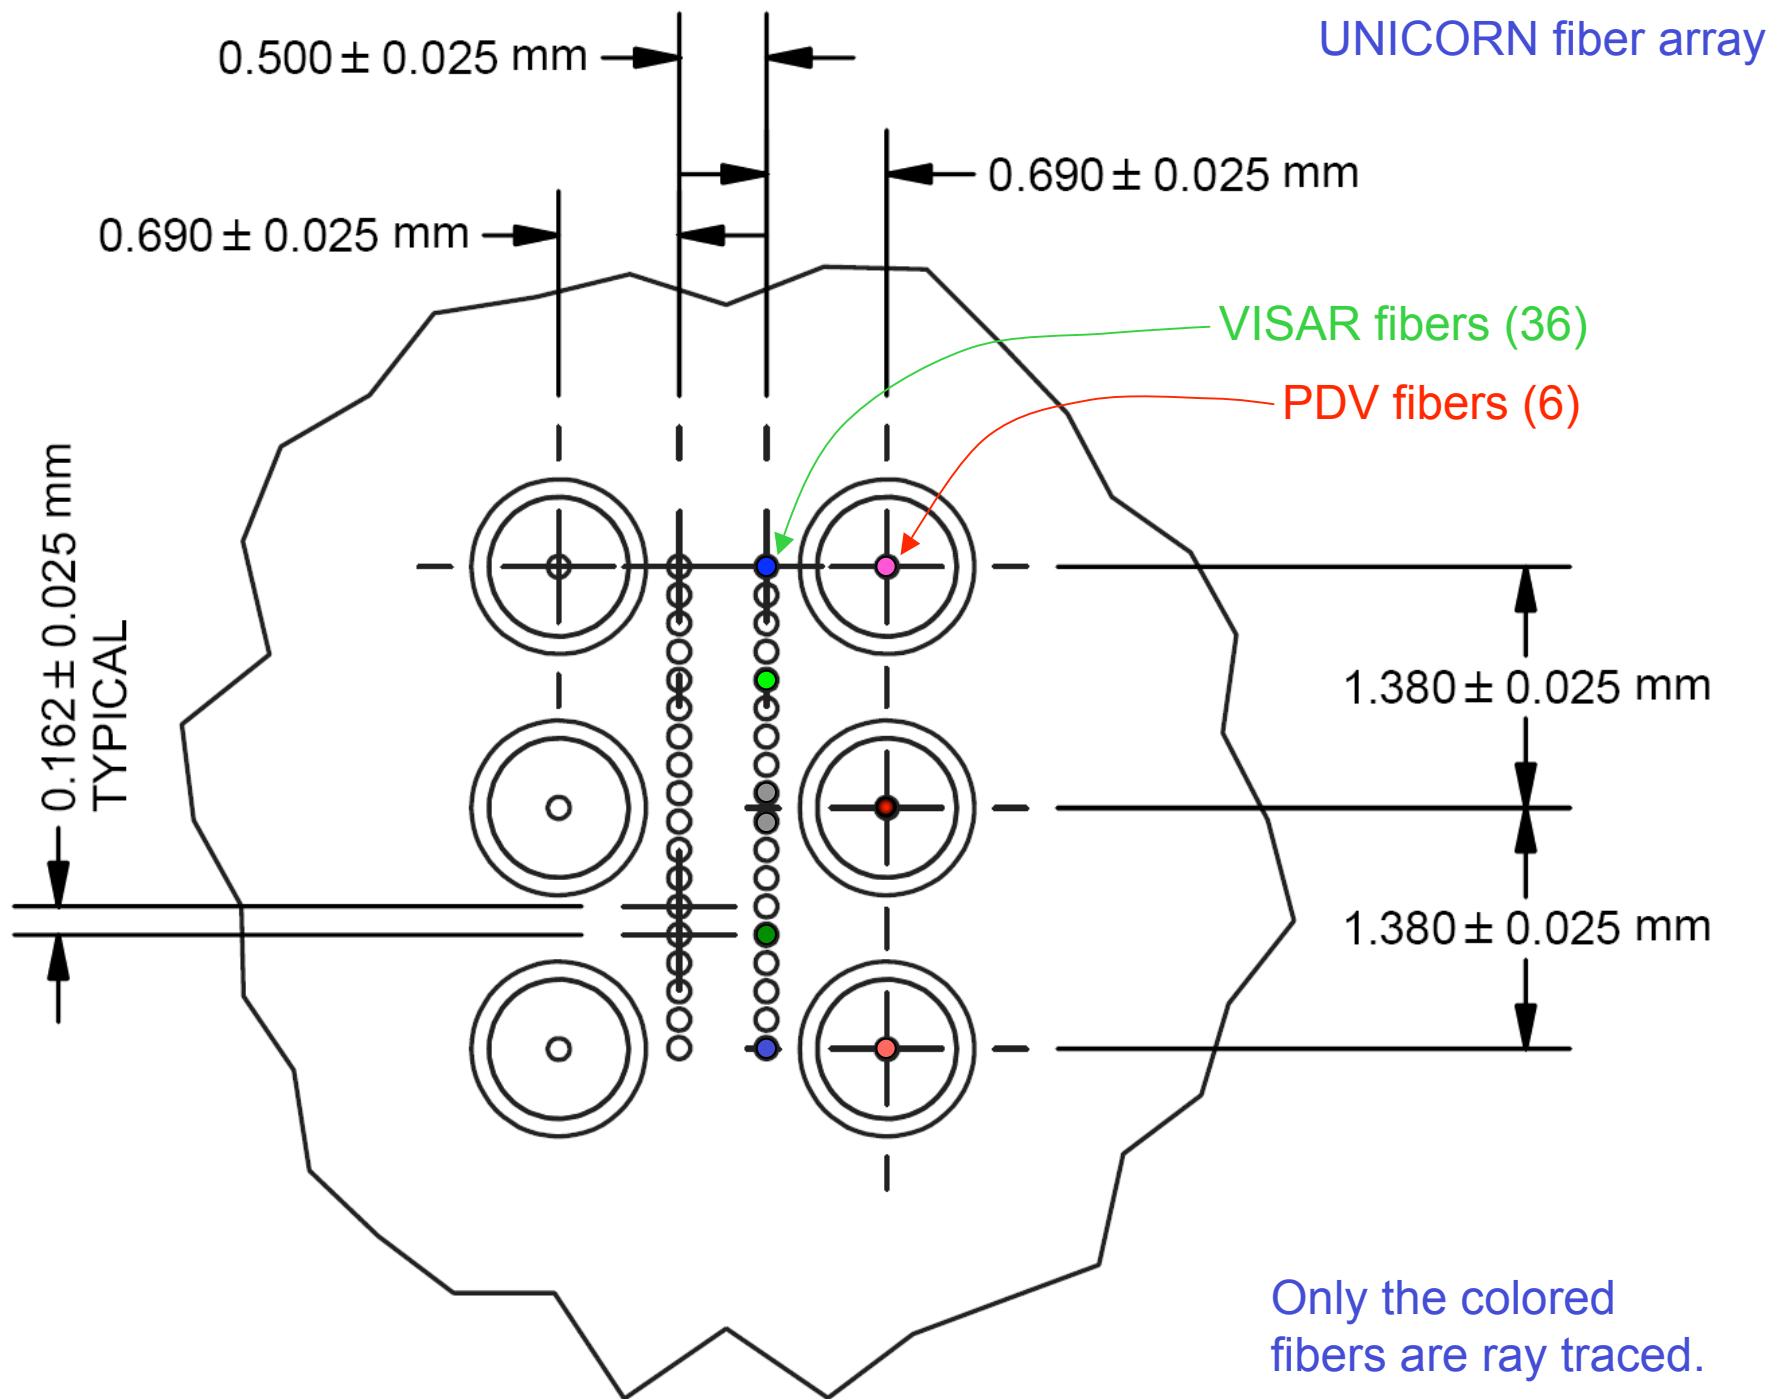 UNICORN fiber array
0.500 ± 0.025 mm
0.690 ± 0.025 mm
0.690 ± 0.025 mm
VISAR fibers (36)
PDV fibers (6)
0.162 ± 0.025 mm
TYPICAL
1.380 ± 0.025 mm
1.380 ± 0.025 mm
Only the colored
fibers are ray traced.